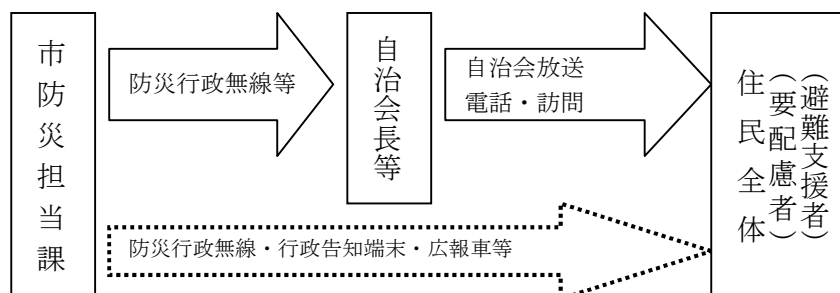 市防災担当課
防災行政無線等
自治会長等
自治会放送
電話・訪問
住民全体
（要配慮者）
（避難支援者）
防災行政無線・行政告知端末・広報車等